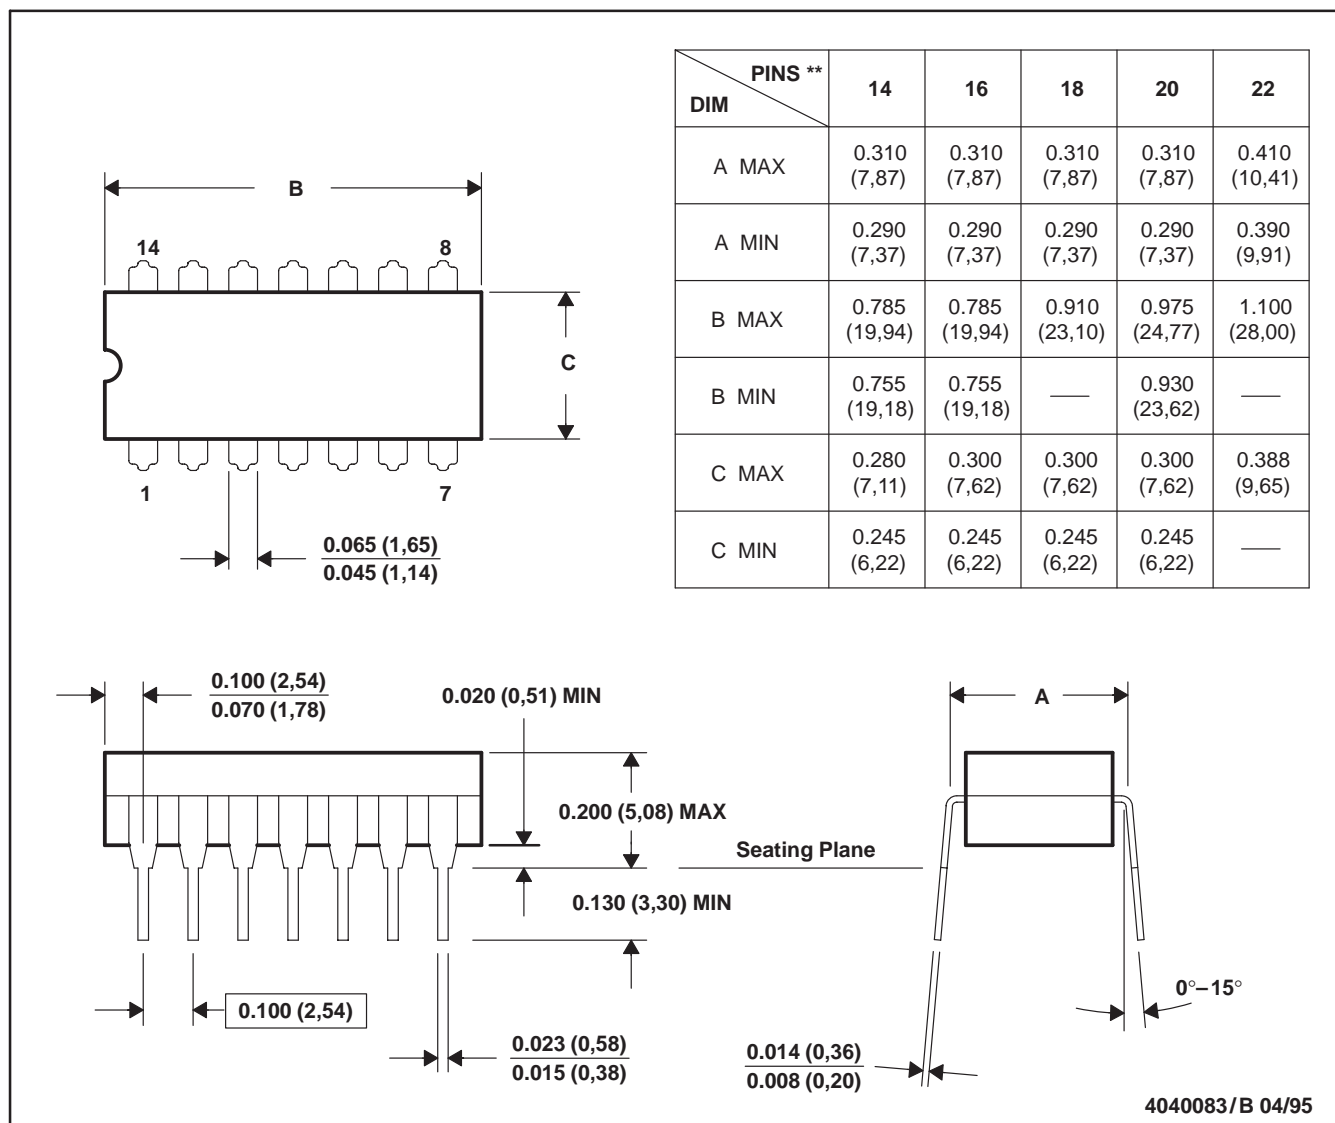 PINS **
DIM
14 16 18 20 22
A MAX
0.310 0.310 0.310 0.310 0.410
(7,87) (7,87) (7,87) (7,87) (10,41)
A MIN
0.290 0.290 0.290 0.290 0.390
(7,37) (7,37) (7,37) (7,37) (9,91)
B MAX
0.785 0.785 0.910 0.975 1.100
(19,94) (19,94) (23,10) (24,77) (28,00)
B MIN
0.755 0.755 — 0.930 —
(19,18) (19,18) (23,62)
C MAX
0.280 0.300 0.300 0.300 0.388
(7,11) (7,62) (7,62) (7,62) (9,65)
C MIN
0.245 0.245 0.245 0.245 —
(6,22) (6,22) (6,22) (6,22)
B
14 8
C
1 7
0.065 (1,65)
0.045 (1,14)
0.100 (2,54)
0.070 (1,78)
0.020 (0,51) MIN
A
0.200 (5,08) MAX
Seating Plane
0.130 (3,30) MIN
0.100 (2,54)
0.023 (0,58)
0.015 (0,38)
0°–15°
0.014 (0,36)
0.008 (0,20)
4040083/B 04/95